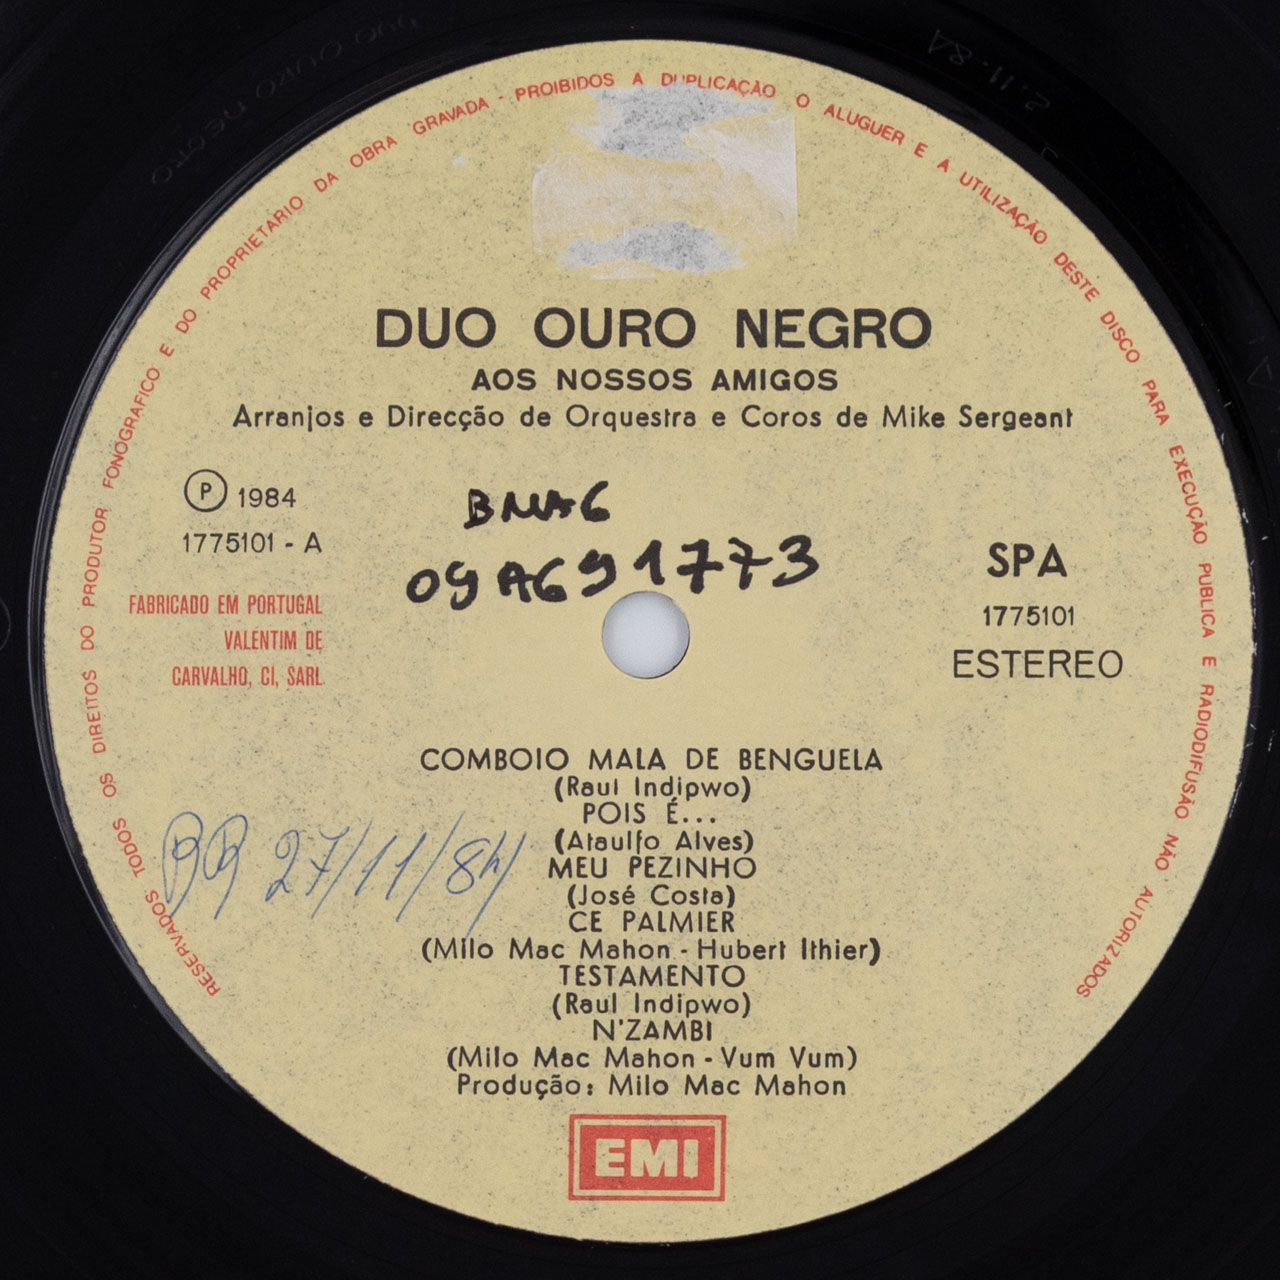 RESERVADOS TODOS OS DIREITOS DO PRODUTOR FONOGRÁFICO E DO PROPRIETARIO DA OBRA GRAVADA - PROIBIDOS A DUPLICAÇÃO O ALUGUER E A UTILIZAÇÃO DESTE DISCO PARA EXECUÇÃO PUBLICA E RADIODIFUSÃO NÃO AUTORIZADOS
DUO OURO NEGRO
AOS NOSSOS AMIGOS
Arranjos e Direcção de Orquestra e Coros de Mike Sergeant
Ⓟ 1984
1775101 - A
FABRICADO EM PORTUGAL
VALENTIM DE
CARVALHO, CI, SARL
09A691773
SPA
1775101
ESTEREO
COMBOIO MALA DE BENGUELA
(Raul Indipwo)
POIS É...
(Ataulfo Alves)
MEU PEZINHO
(José Costa)
CE PALMIER
(Milo Mac Mahon - Hubert Ithier)
TESTAMENTO
(Raul Indipwo)
N'ZAMBI
(Milo Mac Mahon - Vum Vum)
Produção: Milo Mac Mahon
27/11/84
EMI